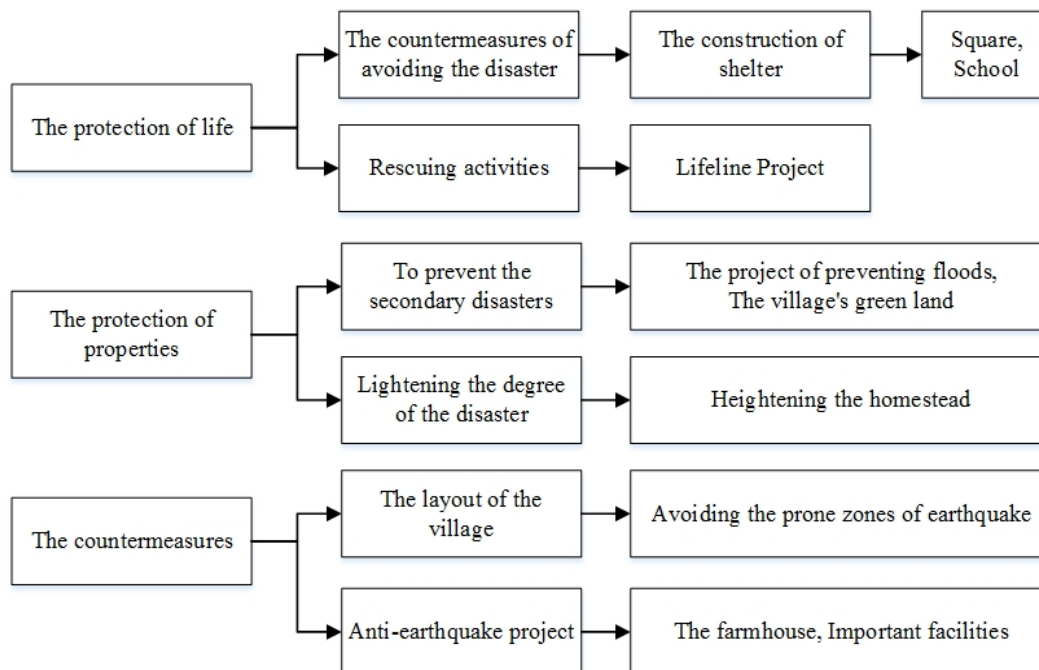 The protection of life
The countermeasures of
avoiding the disaster
The construction of
shelter
Square,
School
Rescuing activities
Lifeline Project
The protection of
properties
To prevent the
secondary disasters
The project of preventing floods,
The village's green land
Lightening the degree
of the disaster
Heightening the homestead
The countermeasures
The layout of the
village
Avoiding the prone zones of earthquake
Anti-earthquake project
The farmhouse, Important facilities